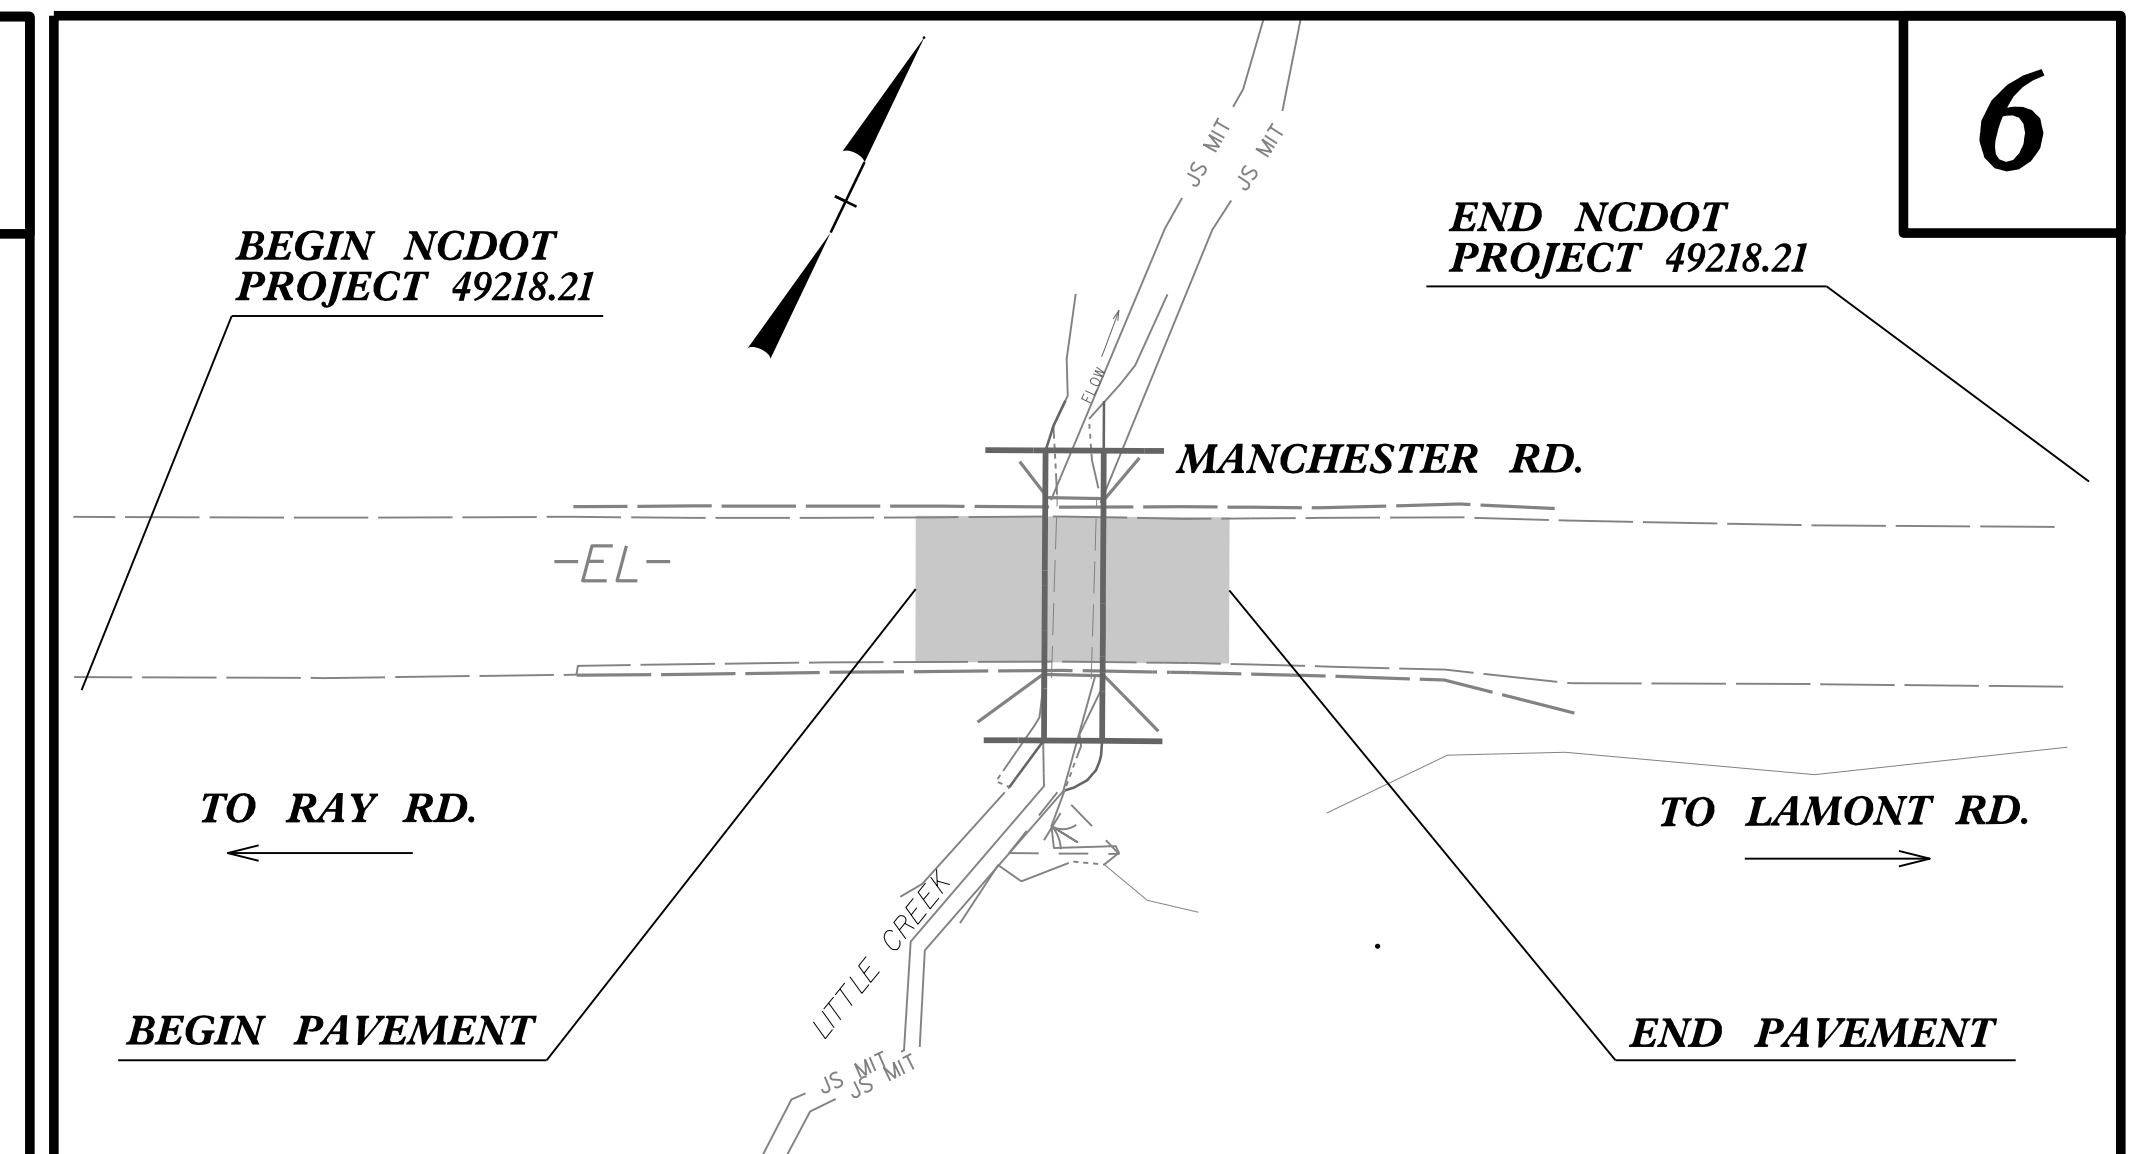 6
JS MIT
JS MIT
BEGIN NCDOT
PROJECT 49218.21
END NCDOT
PROJECT 49218.21
FLOW
MANCHESTER RD.
-EL-
TO RAY RD.
TO LAMONT RD.
LITTLE CREEK
BEGIN PAVEMENT
END PAVEMENT
JS MIT
JS MIT